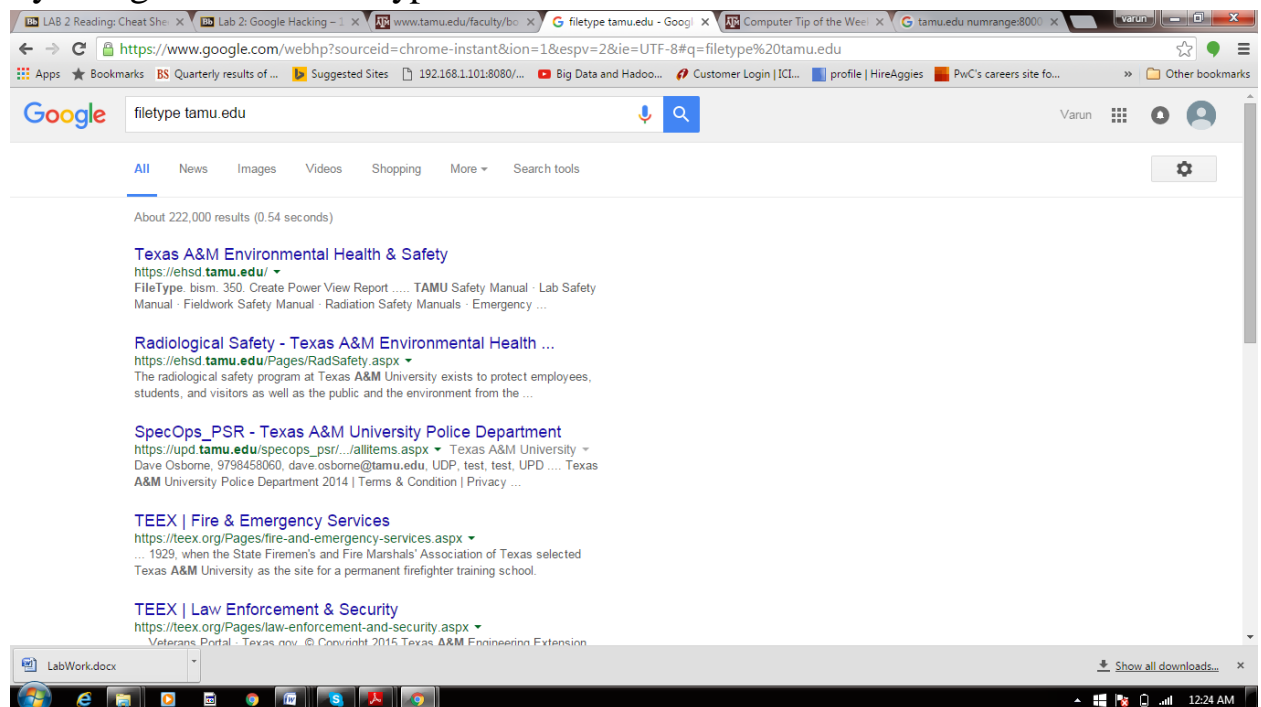 LAB 2 Reading: Cheat She
Lab 2: Google Hacking – 1
www.tamu.edu/faculty/bo
filetype tamu.edu - Googl
Computer Tip of the Weel
tamu.edu numrange:8000
varun
https://www.google.com/webhp?sourceid=chrome-instant&ion=1&espv=2&ie=UTF-8#q=filetype%20tamu.edu
Apps Bookmarks BS Quarterly results of ... Suggested Sites 192.168.1.101:8080/... Big Data and Hadoo... Customer Login | ICI... profile | HireAggies PwC's careers site fo... » Other bookmarks
Google filetype tamu.edu Varun
All News Images Videos Shopping More Search tools
About 222,000 results (0.54 seconds)
Texas A&M Environmental Health & Safety
https://ehsd.tamu.edu/
FileType. bism. 350. Create Power View Report ..... TAMU Safety Manual · Lab Safety
Manual · Fieldwork Safety Manual · Radiation Safety Manuals · Emergency ...
Radiological Safety - Texas A&M Environmental Health ...
https://ehsd.tamu.edu/Pages/RadSafety.aspx
The radiological safety program at Texas A&M University exists to protect employees,
students, and visitors as well as the public and the environment from the ...
SpecOps_PSR - Texas A&M University Police Department
https://upd.tamu.edu/specops_psr/.../allitems.aspx Texas A&M University
Dave Osborne, 9798458060, dave.osborne@tamu.edu, UDP, test, test, UPD .... Texas
A&M University Police Department 2014 | Terms & Condition | Privacy ...
TEEX | Fire & Emergency Services
https://teex.org/Pages/fire-and-emergency-services.aspx
... 1929, when the State Firemen's and Fire Marshals' Association of Texas selected
Texas A&M University as the site for a permanent firefighter training school.
TEEX | Law Enforcement & Security
https://teex.org/Pages/law-enforcement-and-security.aspx
Veterans Portal · Texas.gov. © Copyright 2015 Texas A&M Engineering Extension
LabWork.docx
Show all downloads...
12:24 AM